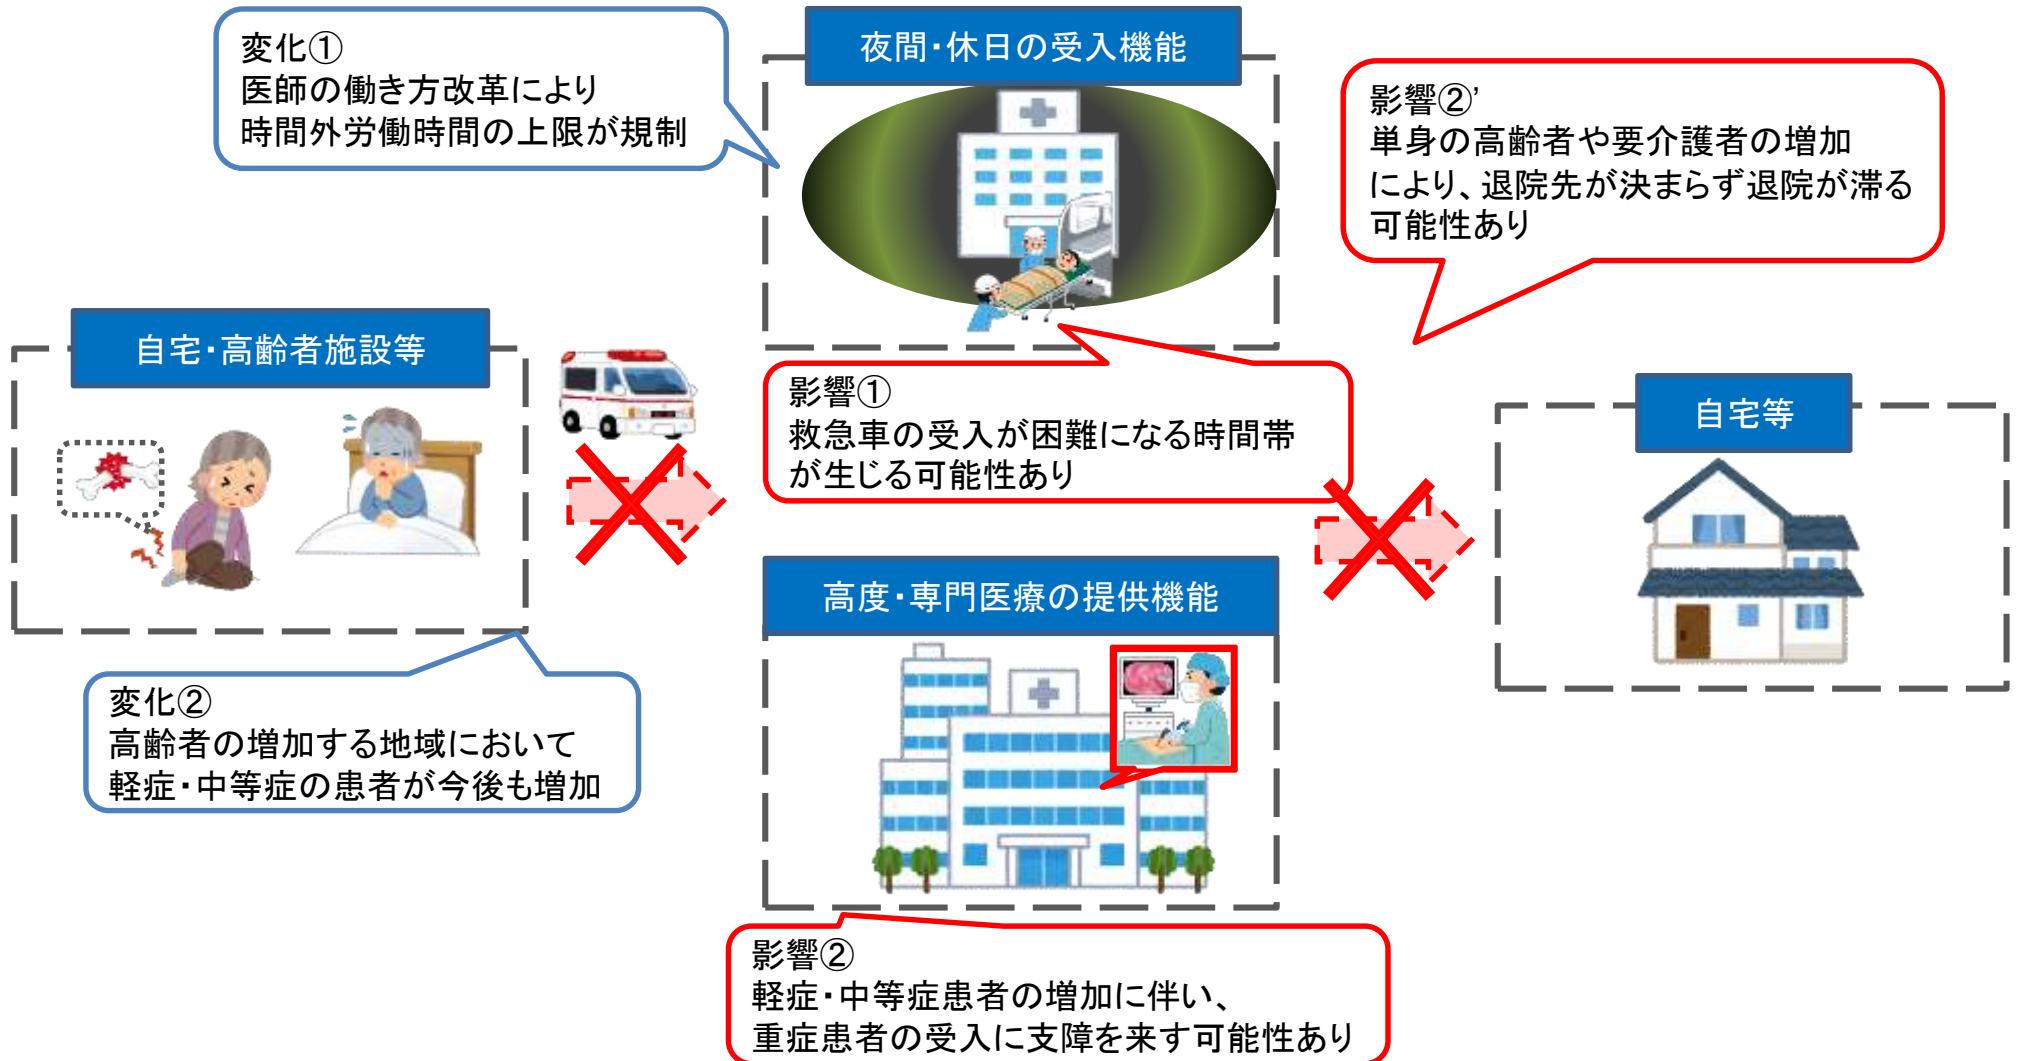 変化①
医師の働き方改革により
時間外労働時間の上限が規制
夜間・休日の受入機能
影響②’
単身の高齢者や要介護者の増加
により、退院先が決まらず退院が滞る
可能性あり
自宅・高齢者施設等
影響①
救急車の受入が困難になる時間帯
が生じる可能性あり
自宅等
高度・専門医療の提供機能
変化②
高齢者の増加する地域において
軽症・中等症の患者が今後も増加
影響②
軽症・中等症患者の増加に伴い、
重症患者の受入に支障を来す可能性あり